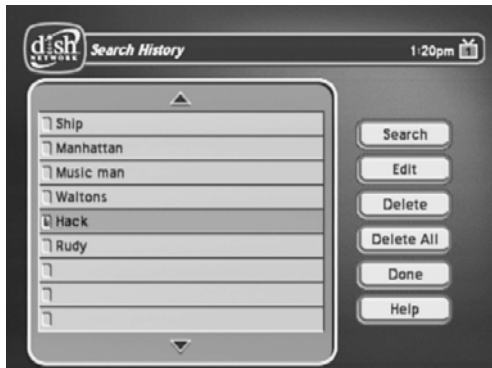 dish
NETWORK
Search History
1:20pm
1
Ship
Manhattan
Music man
Waltons
Hack
Rudy
Search
Edit
Delete
Delete All
Done
Help